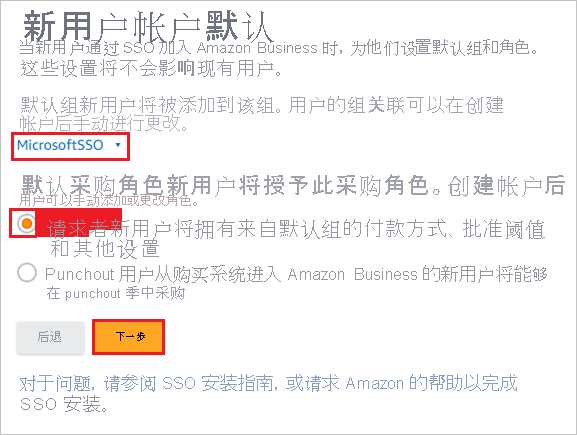 新用户帐户默认
当新用户通过 SSO 加入 Amazon Business 时, 为他们设置默认组和角色。
这些设置将不会影响现有用户。
默认组新用户将被添加到该组。用户的组关联可以在创建
帐户后手动进行更改。
MicrosoftSSO
默认采购角色新用户将授予此采购角色。创建帐户后
用户可以手动添加或更改角色。
请求者新用户将拥有来自默认组的付款方式、批准阈值
和其他设置
Punchout 用户从购买系统进入 Amazon Business 的新用户将能够
在 punchout 季中采购
后退
下一步
对于问题, 请参阅 SSO 安装指南, 或请求 Amazon 的帮助以完成
SSO 安装。